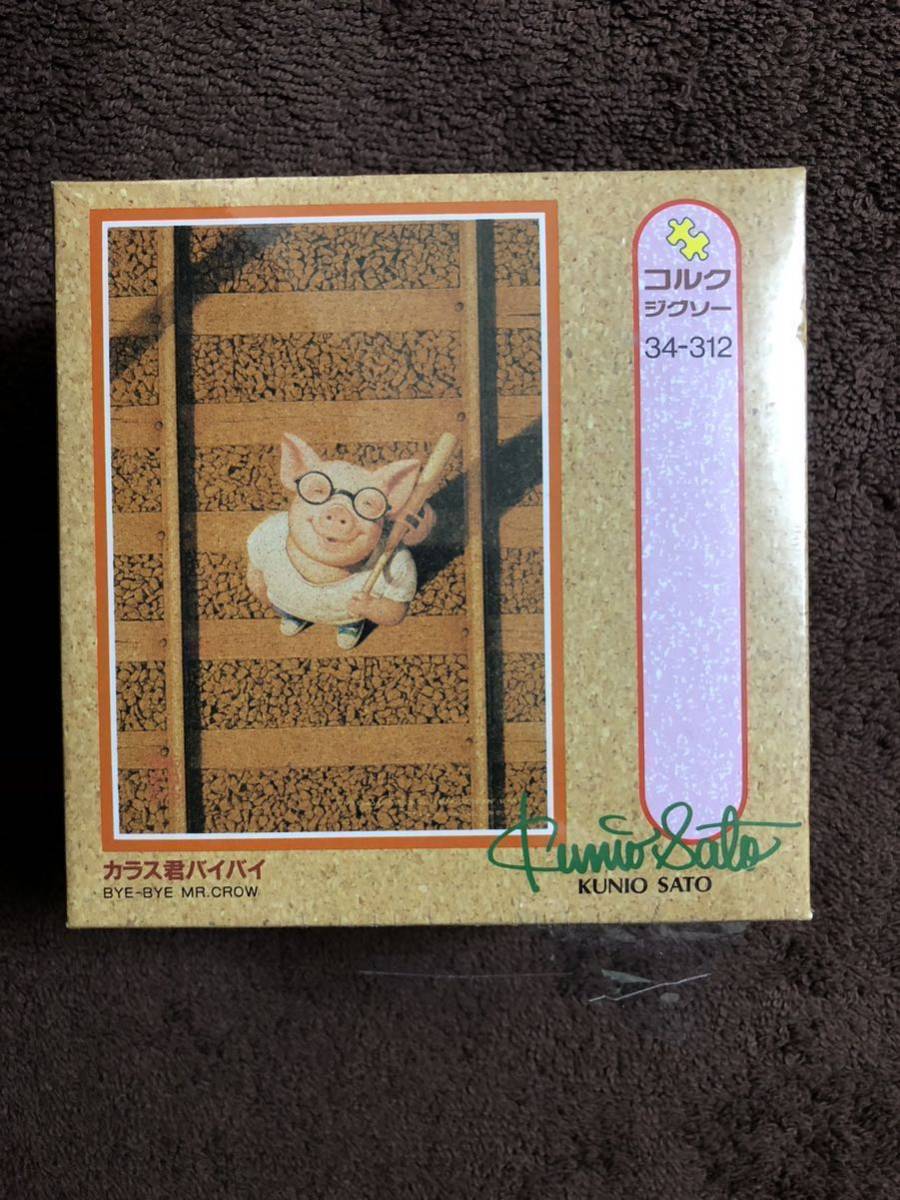 コルク
ジグソー
34-312
カラス君バイバイ
BYE-BYE MR.CROW
Kunio Sato
KUNIO SATO